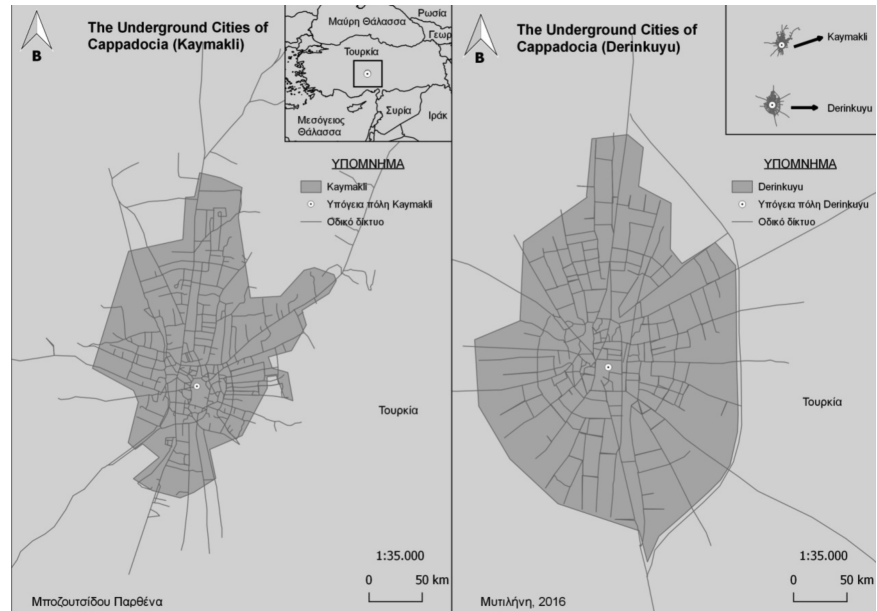 The Underground Cities of
Cappadocia (Kaymakli)
B
Μαύρη Θάλασσα
Ρωσία
Γεωρ
Τουρκία
Μεσόγειος
Θάλασσα
Συρία
Ιράκ
ΥΠΟΜΝΗΜΑ
Kaymakli
Υπόγεια πόλη Kaymakli
Οδικό δίκτυο
Τουρκία
1:35.000
0 50 km
Μποζουτσίδου Παρθένα
The Underground Cities of
Cappadocia (Derinkuyu)
B
Kaymakli
Derinkuyu
ΥΠΟΜΝΗΜΑ
Derinkuyu
Υπόγεια πόλη Derinkuyu
Οδικό δίκτυο
Τουρκία
1:35.000
0 50 km
Μυτιλήνη, 2016